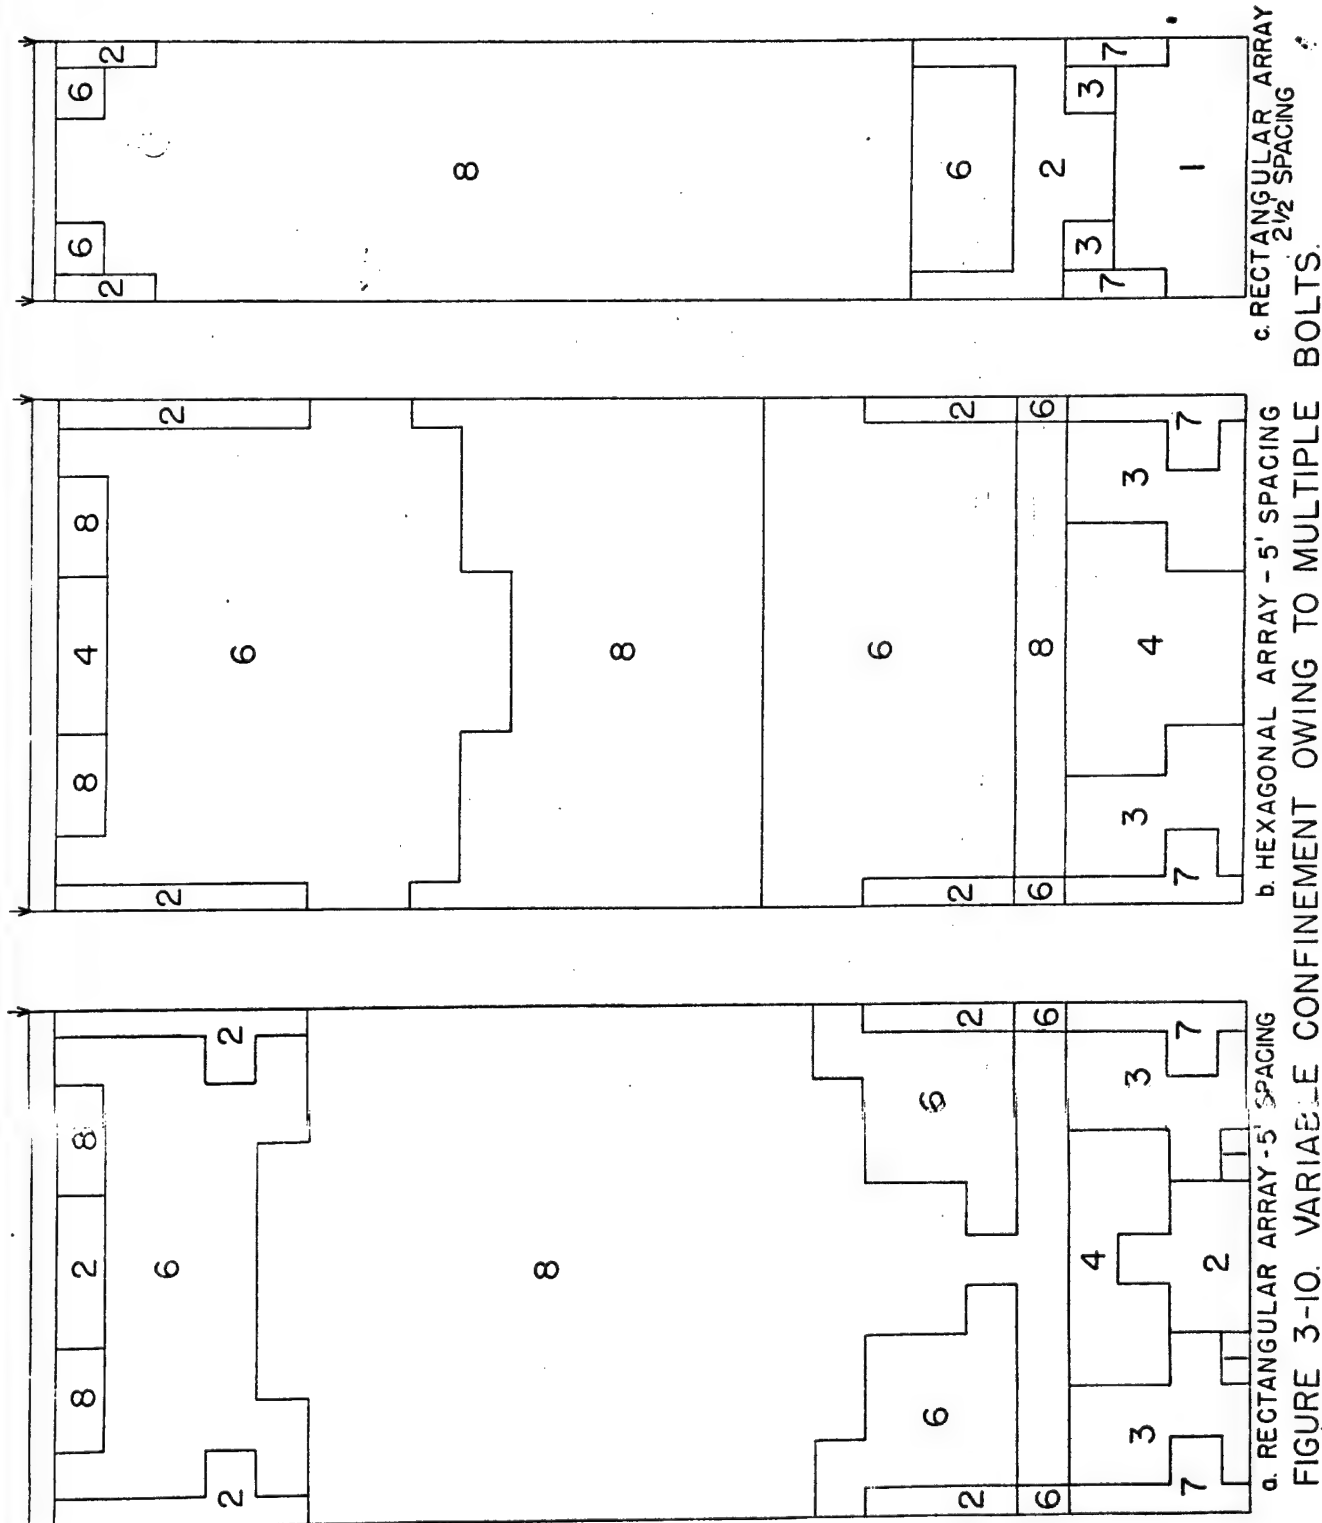 8 2 8
6
2 2
8
6 6
2 2
6 6
4
3 3
7 7
2
1 1
a. RECTANGULAR ARRAY - 5' SPACING
8 4 8
2 2
6
8
6
2 2
6 8 6
3 4 3
7 7
b. HEXAGONAL ARRAY - 5' SPACING
6 6
2 2
8
6
2
3 3
7 7
1
c. RECTANGULAR ARRAY
2 1/2' SPACING
FIGURE 3-10. VARIABLE CONFINEMENT OWING TO MULTIPLE BOLTS.